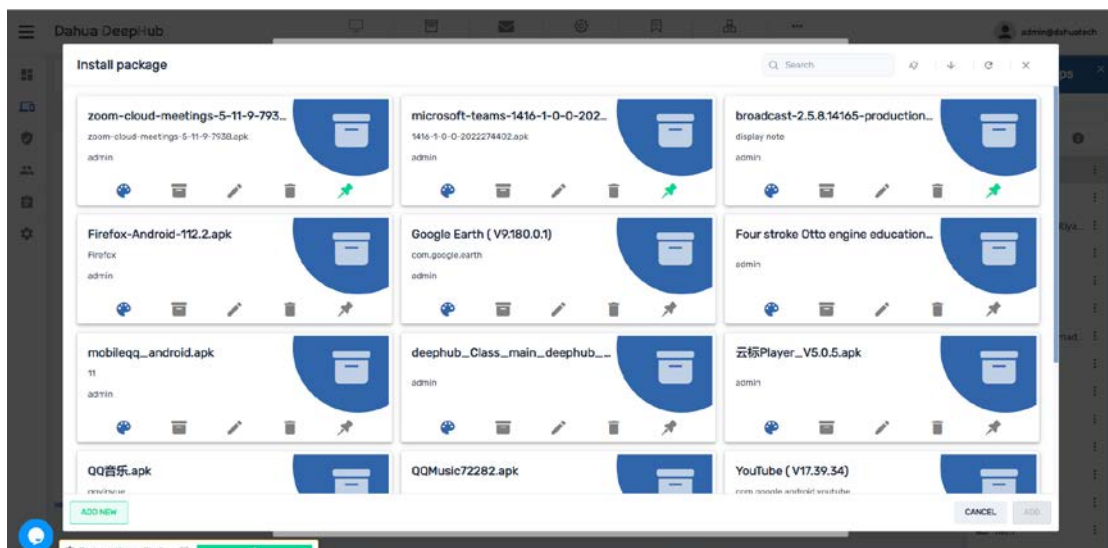 Dahua DeepHub
admin@dahuatech
Install package
Search
ps
zoom-cloud-meetings-5-11-9-793...
zoom-cloud-meetings-5-11-9-7938.apk
admin
microsoft-teams-1416-1-0-0-202...
1416-1-0-0-2022274402.apk
admin
broadcast-2.5.8.14165-production...
display note
admin
Firefox-Android-112.2.apk
Firefox
admin
Google Earth ( V9.180.0.1)
com.google.earth
admin
Four stroke Otto engine education...
admin
mobileqq_android.apk
11
admin
deephub_Class_main_deephub_...
admin
云标Player_V5.0.5.apk
admin
QQ音乐.apk
QQMusic72282.apk
YouTube ( V17.39.34)
com.google.android.youtube
ADD NEW
CANCEL
ADD